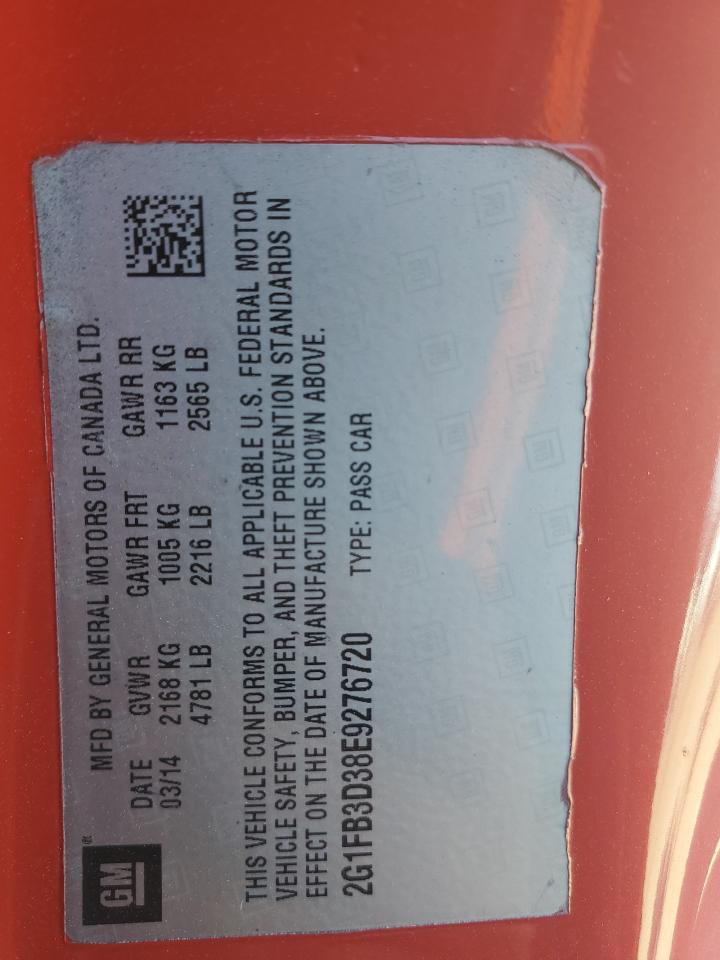 GM®
MFD BY GENERAL MOTORS OF CANADA LTD.
DATE GVWR GAWR FRT GAWR RR
03/14 2168 KG 1005 KG 1163 KG
4781 LB 2216 LB 2565 LB
THIS VEHICLE CONFORMS TO ALL APPLICABLE U.S. FEDERAL MOTOR
VEHICLE SAFETY, BUMPER, AND THEFT PREVENTION STANDARDS IN
EFFECT ON THE DATE OF MANUFACTURE SHOWN ABOVE.
2G1FB3D38E9276720 TYPE: PASS CAR